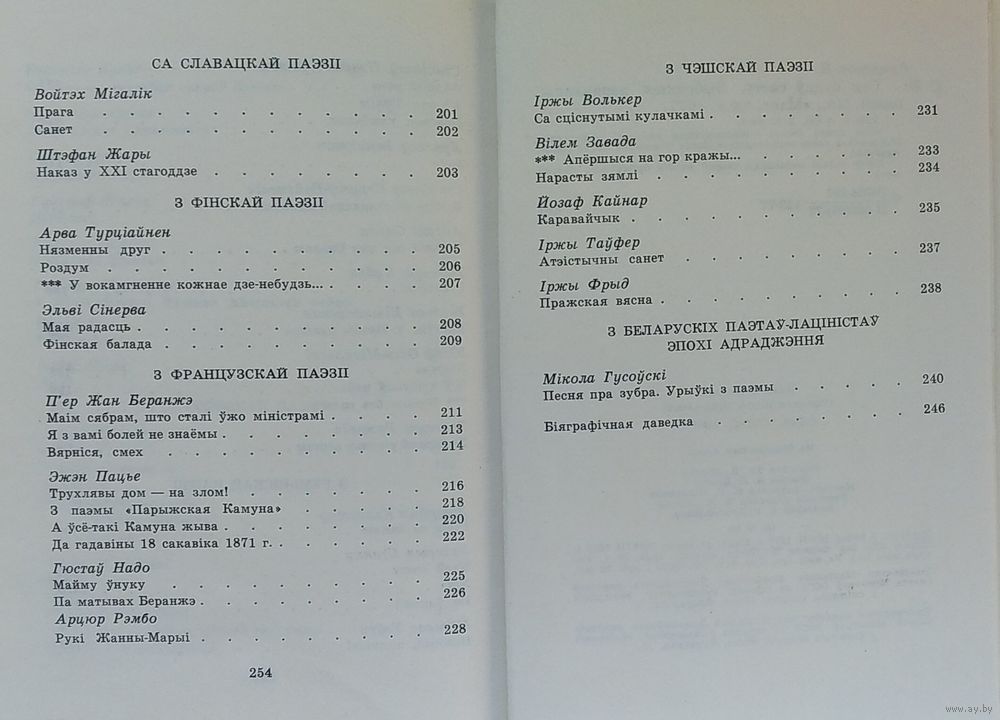 СА СЛАВАЦКАЙ ПАЭЗІІ
Войтэх Мігалік
Прага . . . . . . . . . . . . . 201
Санет . . . . . . . . . . . . . 202
Штэфан Жары
Наказ у XXI стагоддзе . . . . . . . 203
З ФІНСКАЙ ПАЭЗІІ
Арва Турціайнен
Нязменны друг . . . . . . . . . . 205
Роздум . . . . . . . . . . . . 206
*** У вокамгненне кожнае дзе-небудзь... . . . . 207
Эльві Сінерва
Мая радасць . . . . . . . . . . . 208
Фінская балада . . . . . . . . . . 209
З ФРАНЦУЗСКАЙ ПАЭЗІІ
П'ер Жан Беранжэ
Маім сябрам, што сталі ўжо міністрамі . . . . 211
Я з вамі болей не знаёмы . . . . . . . . 213
Вярніся, смех . . . . . . . . . . 214
Эжэн Пацье
Трухлявы дом — на злом! . . . . . . . 216
З паэмы «Парыжская Камуна» . . . . . 218
А ўсё-такі Камуна жыва . . . . . . . . 220
Да гадавіны 18 сакавіка 1871 г. . . . . . . 222
Гюстаў Надо
Майму ўнуку . . . . . . . . . . 225
Па матывах Беранжэ . . . . . . . . . 226
Арцюр Рэмбо
Рукі Жанны-Марыі . . . . . . . . . 228
254
З ЧЭШСКАЙ ПАЭЗІІ
Іржы Волькер
Са сціснутымі кулачкамі . . . . . . . 231
Вілем Завада
*** Апёршыся на гор кражы... . . . . . . 233
Нарасты зямлі . . . . . . . . . . 234
Йозаф Кайнар
Каравайчык . . . . . . . . . . 235
Іржы Таўфер
Атэістычны санет . . . . . . . . 237
Іржы Фрыд
Пражская вясна . . . . . . . . . 238
З БЕЛАРУСКІХ ПАЭТАЎ-ЛАЦІНІСТАЎ
ЭПОХІ АДРАДЖЭННЯ
Мікола Гусоўскі
Песня пра зубра. Урыўкі з паэмы . . . . . 240
Біяграфічная даведка . . . . . . . . 246
www.ay.by